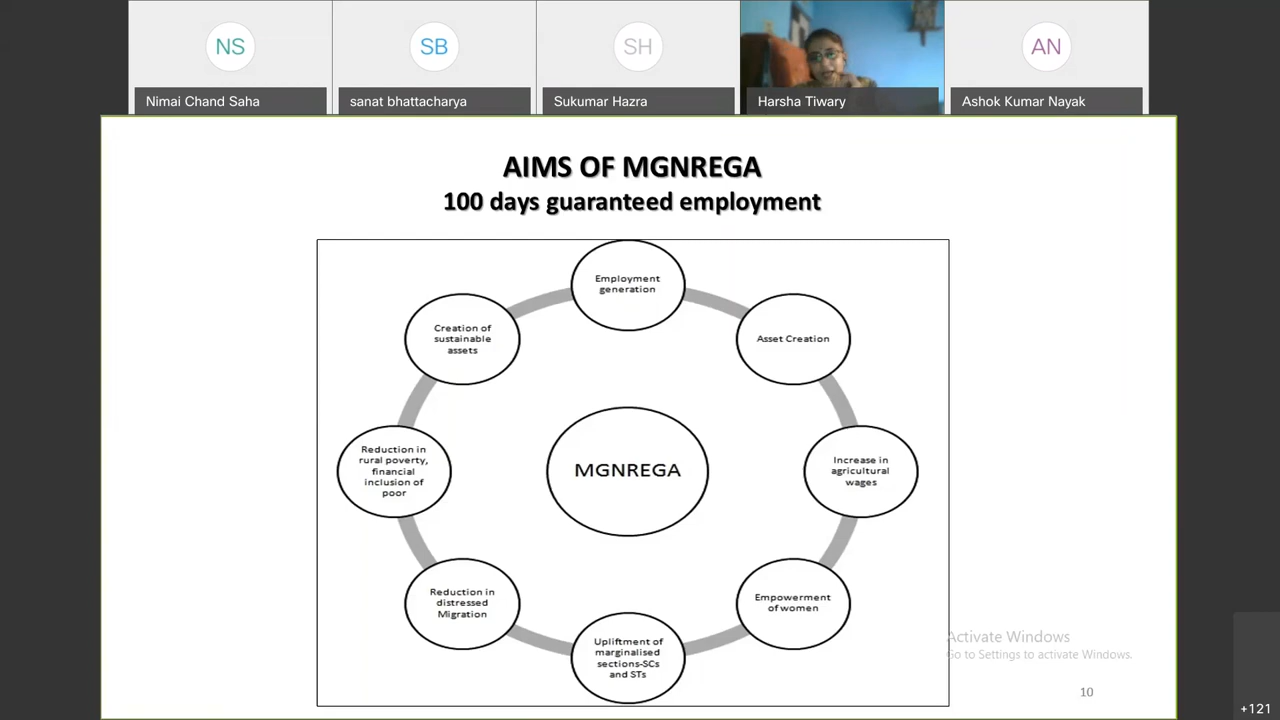 NS
SB
SH
AN
Nimai Chand Saha
sanat bhattacharya
Sukumar Hazra
Harsha Tiwary
Ashok Kumar Nayak
AIMS OF MGNREGA
100 days guaranteed employment
Employment
generation
Asset Creation
Increase in
agricultural
wages
Empowerment
of women
Upliftment of
marginalised
sections-SCs
and STs
Reduction in
distressed
Migration
Reduction in
rural poverty,
financial
inclusion of
poor
Creation of
sustainable
assets
MGNREGA
Activate Windows
Go to Settings to activate Windows.
10
+121